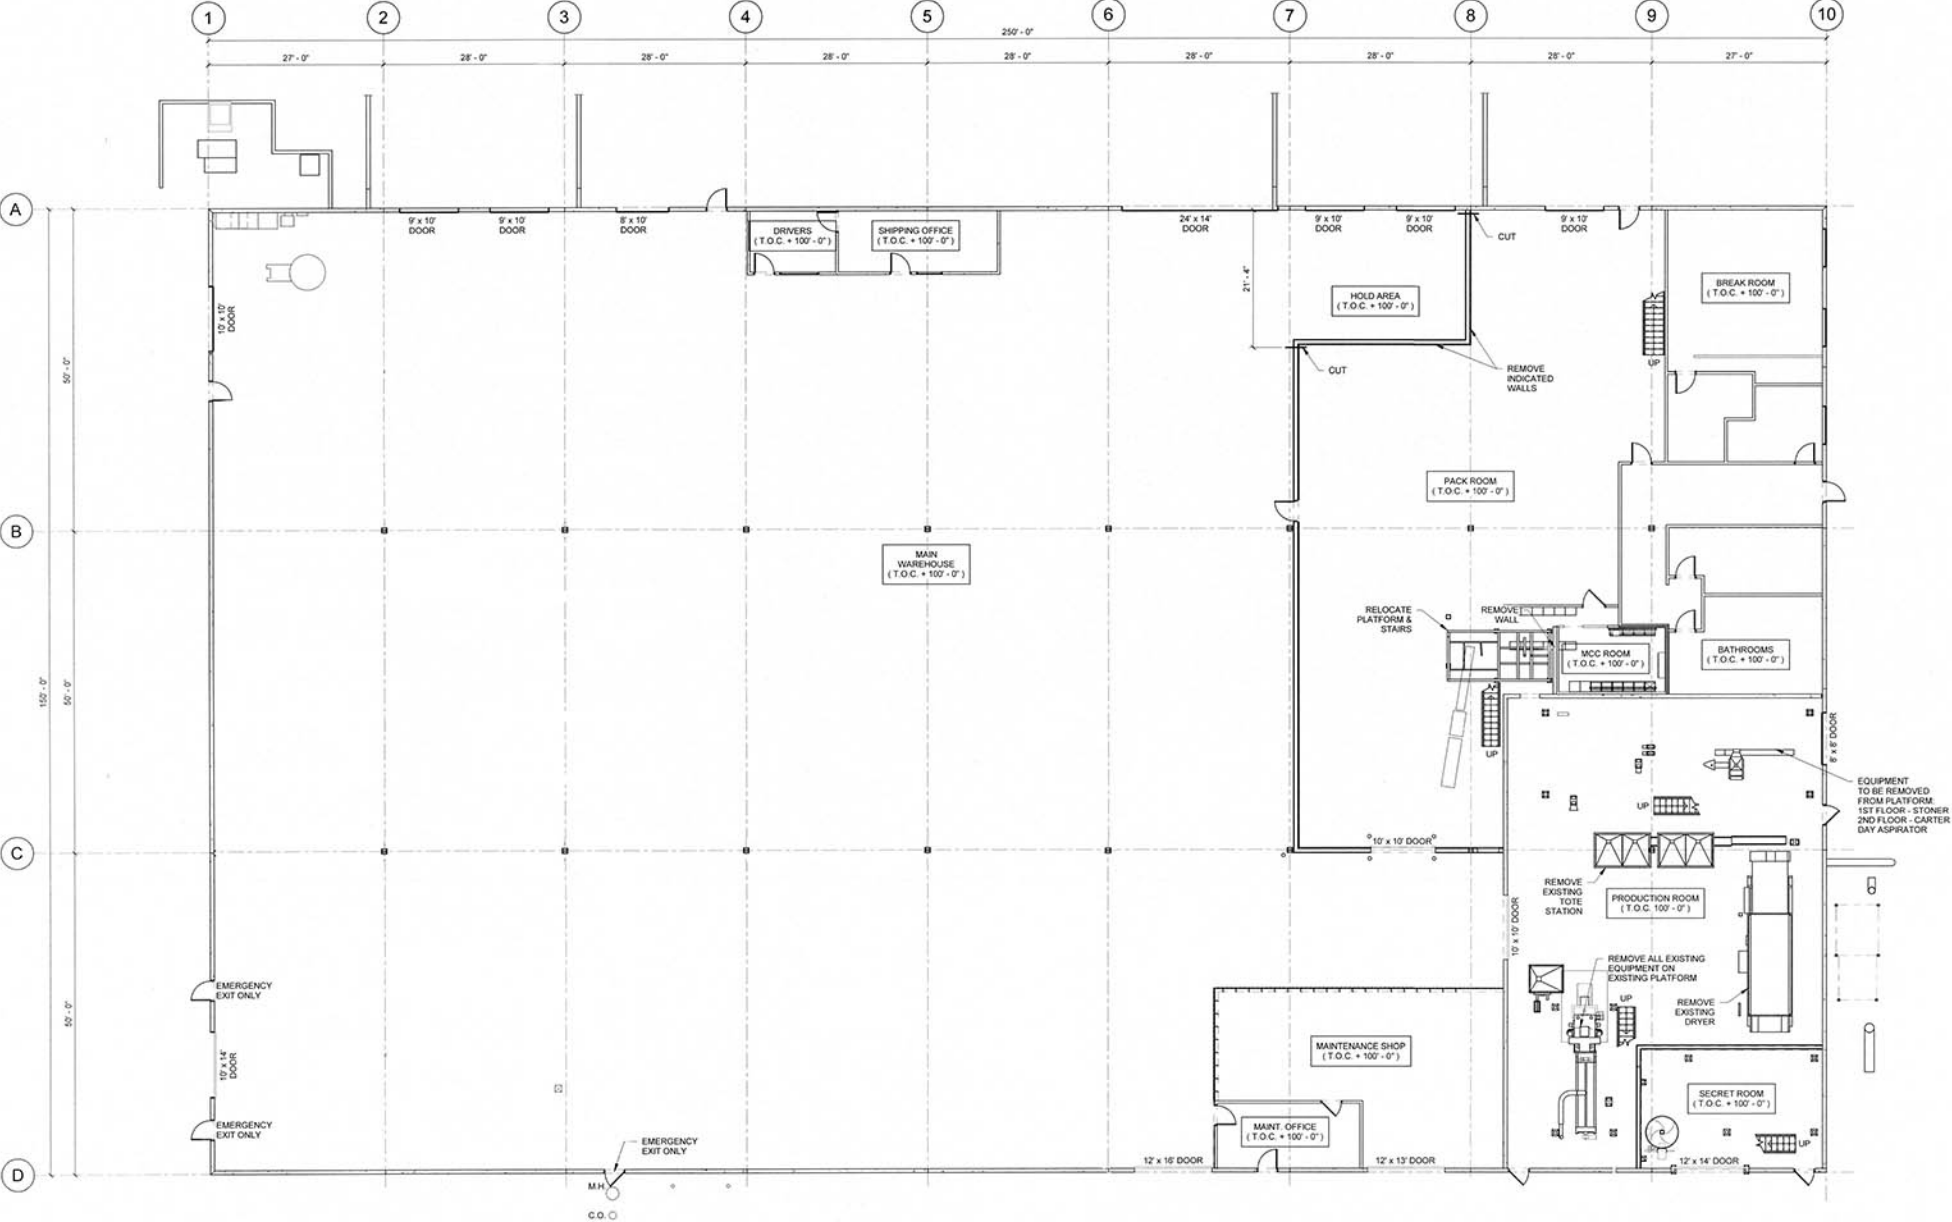 1 2 3 4 5 6 7 8 9 10
250' - 0"
27' - 0" 28' - 0" 28' - 0" 28' - 0" 28' - 0" 28' - 0" 28' - 0" 28' - 0" 27' - 0"
A
9' x 10'
DOOR
9' x 10'
DOOR
8' x 10'
DOOR
DRIVERS
( T.O.C. + 100' - 0" )
SHIPPING OFFICE
( T.O.C. + 100' - 0" )
24' x 14'
DOOR
9' x 10'
DOOR
9' x 10'
DOOR
CUT
9' x 10'
DOOR
21' - 4"
HOLD AREA
( T.O.C. + 100' - 0" )
BREAK ROOM
( T.O.C. + 100' - 0" )
10' x 10'
DOOR
UP
CUT
REMOVE
INDICATED
WALLS
50' - 0"
PACK ROOM
( T.O.C. + 100' - 0" )
B
MAIN
WAREHOUSE
( T.O.C. + 100' - 0" )
RELOCATE
PLATFORM &
STAIRS
REMOVE
WALL
MCC ROOM
( T.O.C. + 100' - 0" )
BATHROOMS
( T.O.C. + 100' - 0" )
150' - 0"
50' - 0"
UP
8' x 8' DOOR
EQUIPMENT
TO BE REMOVED
FROM PLATFORM:
1ST FLOOR - STONER
2ND FLOOR - CARTER
DAY ASPIRATOR
UP
C
10' x 10' DOOR
REMOVE
EXISTING
TOTE
STATION
PRODUCTION ROOM
( T.O.C. 100' - 0" )
10' x 10' DOOR
REMOVE ALL EXISTING
EQUIPMENT ON
EXISTING PLATFORM
UP
REMOVE
EXISTING
DRYER
EMERGENCY
EXIT ONLY
50' - 0"
10' x 14'
DOOR
MAINTENANCE SHOP
( T.O.C. + 100' - 0" )
SECRET ROOM
( T.O.C. + 100' - 0" )
EMERGENCY
EXIT ONLY
MAINT. OFFICE
( T.O.C. + 100' - 0" )
UP
EMERGENCY
EXIT ONLY
12' x 16' DOOR
12' x 13' DOOR
12' x 14' DOOR
D
M.H.
C.O.